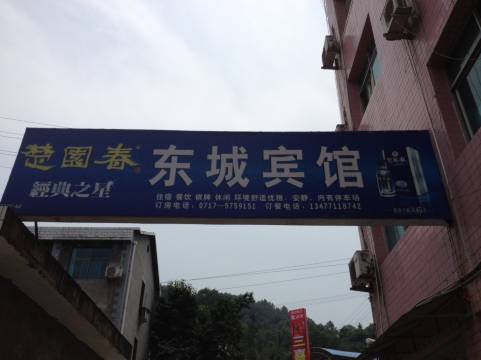 楚園春
經典之星
东城宾馆
住宿 餐饮 棋牌 休闲 环境舒适优雅、安静、内有停车场
订房电话：0717-5759151 订餐电话：13477118742